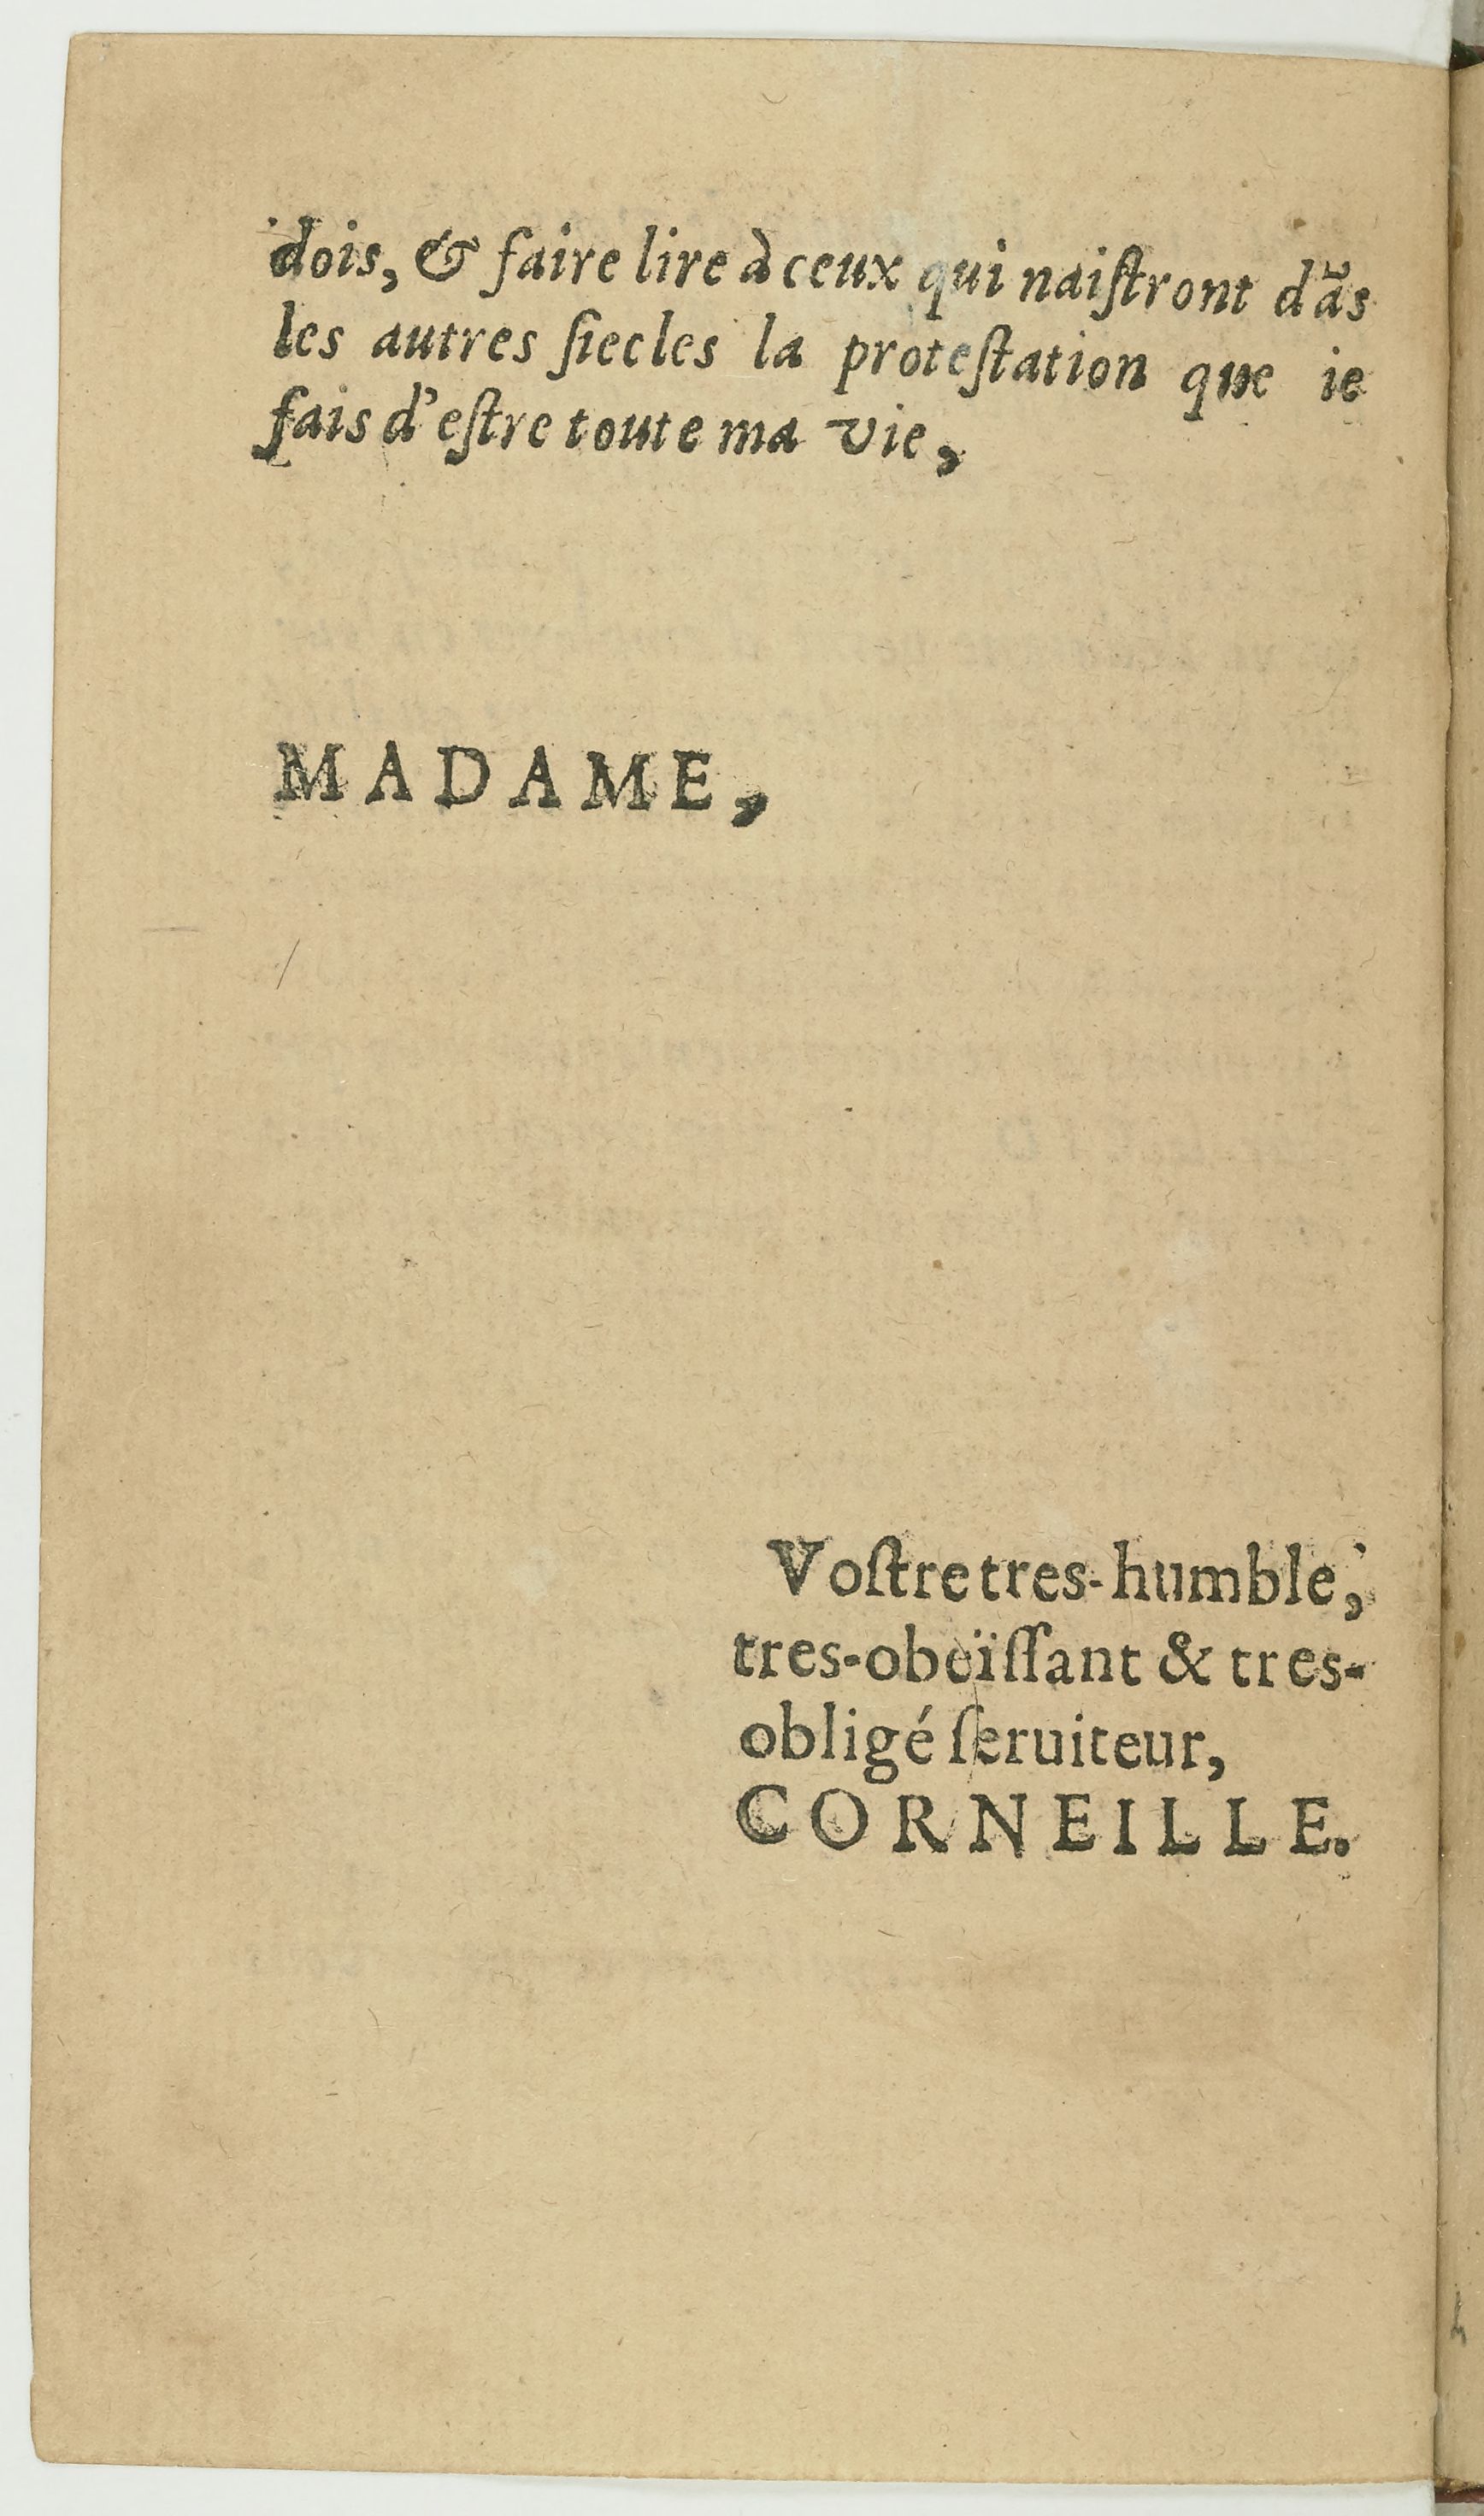 dois, & faire lire à ceux qui naiſtront dãs
les autres ſiecles la proteſtation que ie
fais d'eſtre toute ma vie,
MADAME,
Voſtre tres-humble,
tres-obeïſſant & tres-
obligé ſeruiteur,
CORNEILLE.